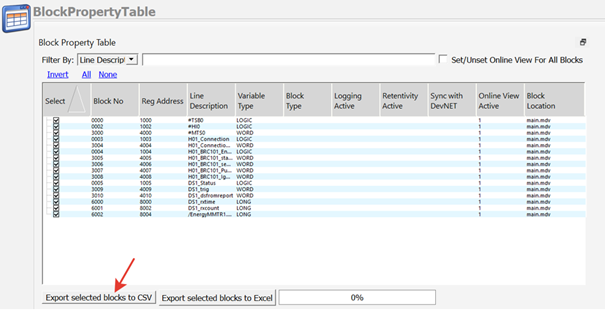 BlockPropertyTable
Block Property Table
Filter By: Line Descript Set/Unset Online View For All Blocks
Invert All None
Select Block No Reg Address Line Description Variable Type Block Type Logging Active Retentivity Active Sync with DevNET Online View Active Block Location
0000 1000 #TSB0 LOGIC 1 main.mdv
0002 1002 #HI0 LOGIC 1 main.mdv
3000 4000 #MTS0 WORD 1 main.mdv
0003 1003 H01_Connection LOGIC 1 main.mdv
3004 4004 H01_Connectio... WORD 1 main.mdv
0004 1004 H01_BRC101_En... LOGIC 1 main.mdv
3005 4005 H01_BRC101_sta... WORD 1 main.mdv
3006 4006 H01_BRC101_se... WORD 1 main.mdv
3007 4007 H01_BRC101_Pu... WORD 1 main.mdv
3008 4008 H01_BRC101_Ig... WORD 1 main.mdv
0005 1005 DS1_Status LOGIC 1 main.mdv
3009 4009 DS1_trig WORD 1 main.mdv
3010 4010 DS1_dsfromreport WORD 1 main.mdv
6000 8000 DS1_rxtime LONG 1 main.mdv
6001 8002 DS1_rxcount LONG 1 main.mdv
6002 8004 /EnergyMMTR1... LONG 1 main.mdv
Export selected blocks to CSV Export selected blocks to Excel 0%